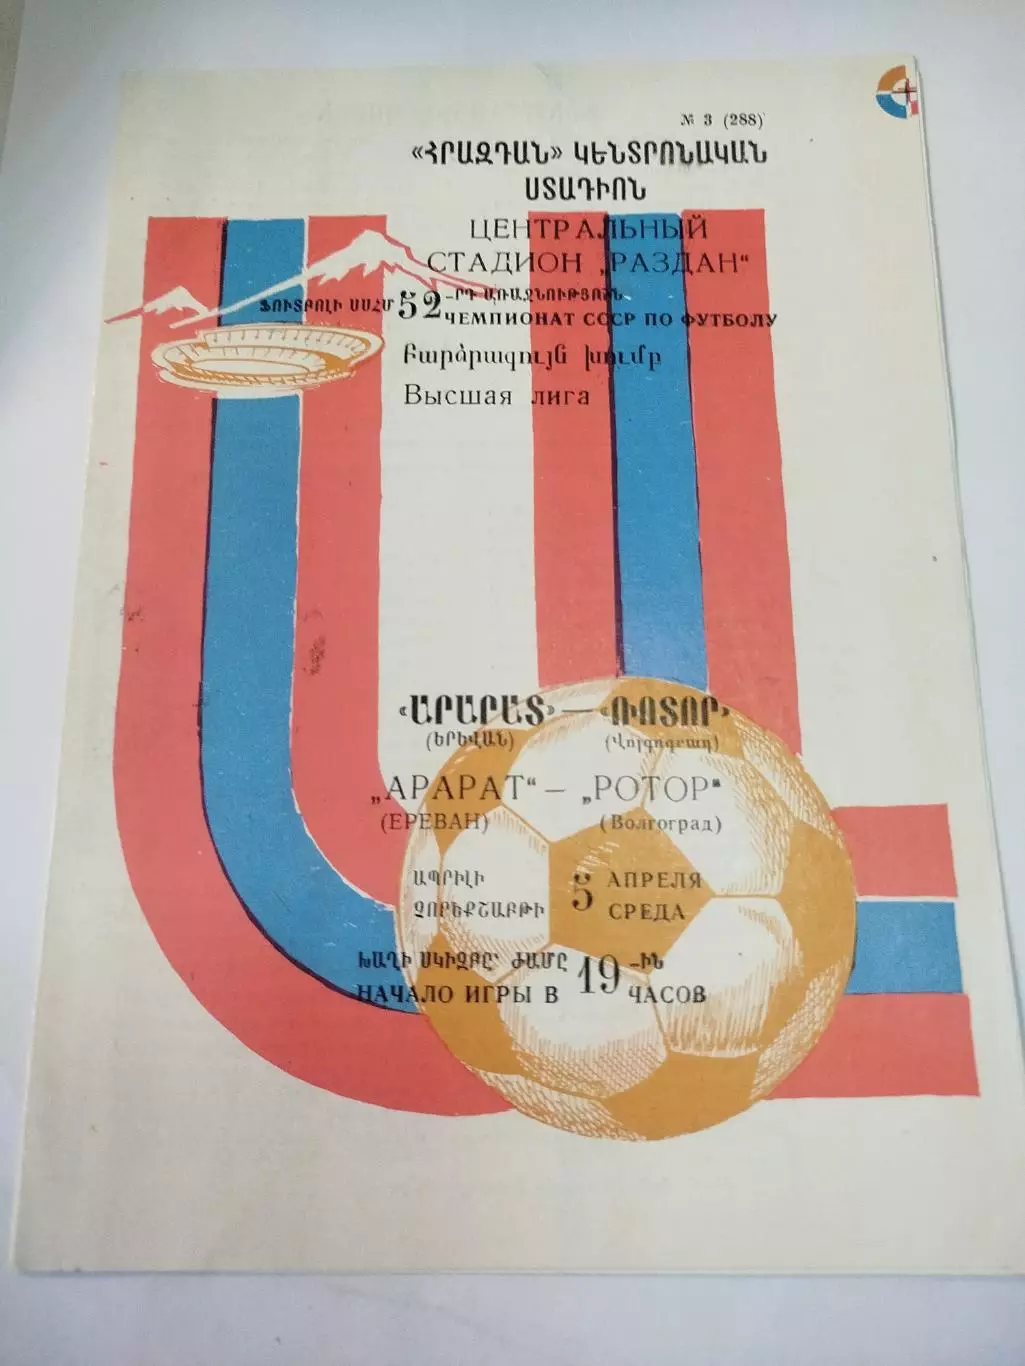 № 3 (288)
«ՀՐԱԶԴԱՆ» ԿԵՆՏՐՈՆԱԿԱՆ
ՍՏԱԴԻՈՆ
ЦЕНТРАЛЬНЫЙ
СТАДИОН „РАЗДАН“
ՖՈՒՏԲՈԼԻ ՍՍՀՄ 52 -ՐԴ ԱՌԱՋՆՈՒԹՅՈՒՆ
ЧЕМПИОНАТ СССР ПО ФУТБОЛУ
Բարձրագույն խումբ
Высшая лига
«ԱՐԱՐԱՏ» — «ՌՈՏՈՐ»
(ԵՐԵՎԱՆ) (Վոլգոգրադ)
„АРАРАТ“ — „РОТОР“
(ЕРЕВАН) (Волгоград)
ԱՊՐԻԼԻ 5 АПРЕЛЯ
ՉՈՐԵՔՇԱԲԹԻ СРЕДА
ԽԱՂԻ ՍԿԻԶԲԸ՝ ԺԱՄԸ 19 -ԻՆ
НАЧАЛО ИГРЫ В ЧАСОВ